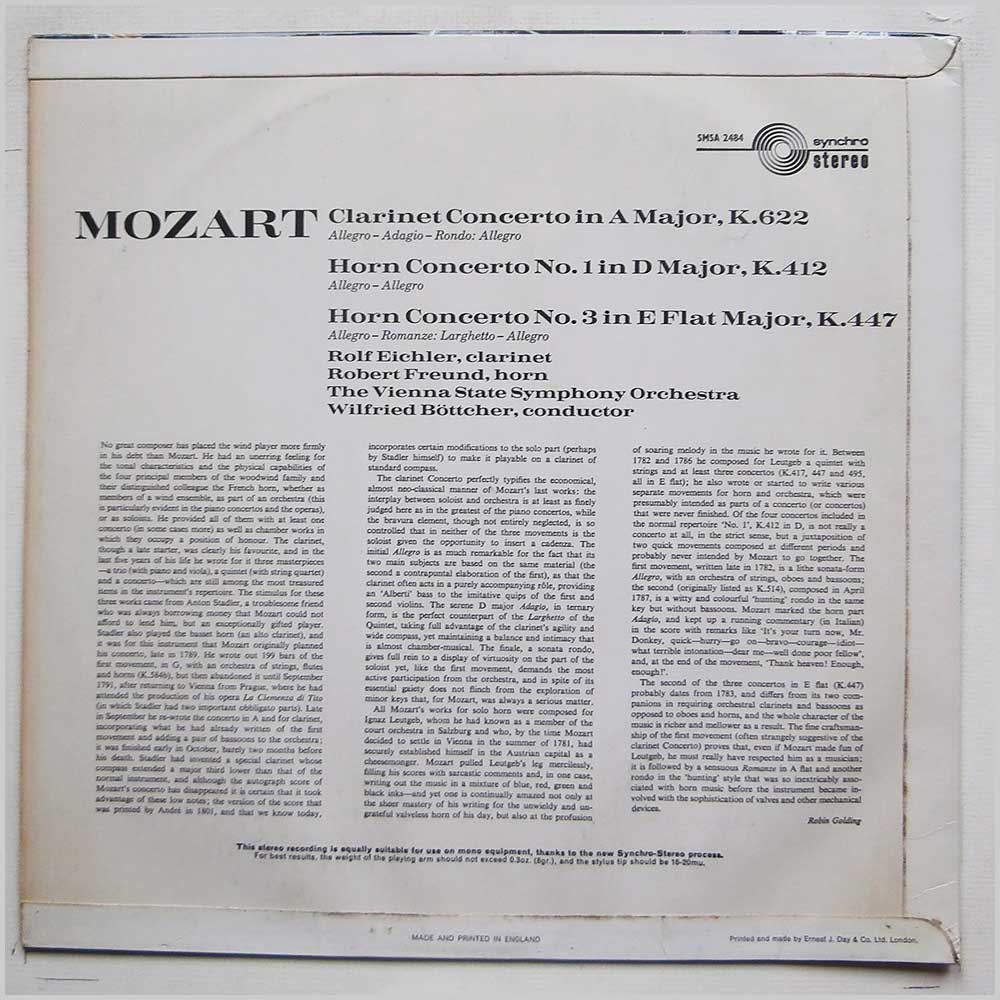 SMSA 2484
synchro
stereo
MOZART
Clarinet Concerto in A Major, K.622
Allegro – Adagio – Rondo: Allegro
Horn Concerto No. 1 in D Major, K.412
Allegro – Allegro
Horn Concerto No. 3 in E Flat Major, K.447
Allegro – Romanze: Larghetto – Allegro
Rolf Eichler, clarinet
Robert Freund, horn
The Vienna State Symphony Orchestra
Wilfried Böttcher, conductor
No great composer has placed the wind player more firmly
in his debt than Mozart. He had an unerring feeling for
the tonal characteristics and the physical capabilities of
the four principal members of the woodwind family and
their distinguished colleague the French horn, whether as
members of a wind ensemble, as part of an orchestra (this
is particularly evident in the piano concertos and the operas),
or as soloists. He provided all of them with at least one
concerto (in some cases more) as well as chamber works in
which they occupy a position of honour. The clarinet,
though a late starter, was clearly his favourite, and in the
last five years of his life he wrote for it three masterpieces
—a trio (with piano and viola), a quintet (with string quartet)
and a concerto—which are still among the most treasured
items in the instrument's repertoire. The stimulus for these
three works came from Anton Stadler, a troublesome friend
who was always borrowing money that Mozart could not
afford to lend him, but an exceptionally gifted player.
Stadler also played the basset horn (an alto clarinet), and
it was for this instrument that Mozart originally planned
his concerto, late in 1789. He wrote out 199 bars of the
first movement, in G, with an orchestra of strings, flutes
and horns (K.584b), but then abandoned it until September
1791, after returning to Vienna from Prague, where he had
attended the production of his opera La Clemenza di Tito
(in which Stadler had two important obbligato parts). Late
in September he re-wrote the concerto in A and for clarinet,
incorporating what he had already written of the first
movement and adding a pair of bassoons to the orchestra;
it was finished early in October, barely two months before
his death. Stadler had invented a special clarinet whose
compass extended a major third lower than that of the
normal instrument, and although the autograph score of
Mozart's concerto has disappeared it is certain that it took
advantage of these low notes; the version of the score that
was printed by André in 1801, and that we know today,
incorporates certain modifications to the solo part (perhaps
by Stadler himself) to make it playable on a clarinet of
standard compass.
The clarinet Concerto perfectly typifies the economical,
almost neo-classical manner of Mozart's last works; the
interplay between soloist and orchestra is at least as finely
judged here as in the greatest of the piano concertos, while
the bravura element, though not entirely neglected, is so
controlled that in neither of the three movements is the
soloist given the opportunity to insert a cadenza. The
initial Allegro is as much remarkable for the fact that its
two main subjects are based on the same material (the
second a contrapuntal elaboration of the first), as that the
clarinet often acts in a purely accompanying rôle, providing
an 'Alberti' bass to the imitative quips of the first and
second violins. The serene D major Adagio, in ternary
form, is the perfect counterpart of the Larghetto of the
Quintet, taking full advantage of the clarinet's agility and
wide compass, yet maintaining a balance and intimacy that
is almost chamber-musical. The finale, a sonata rondo,
gives full rein to a display of virtuosity on the part of the
soloist yet, like the first movement, demands the most
active participation from the orchestra, and in spite of its
essential gaiety does not flinch from the exploration of
minor keys that, for Mozart, was always a serious matter.
All Mozart's works for solo horn were composed for
Ignaz Leutgeb, whom he had known as a member of the
court orchestra in Salzburg and who, by the time Mozart
decided to settle in Vienna in the summer of 1781, had
securely established himself in the Austrian capital as a
cheesemonger. Mozart pulled Leutgeb's leg mercilessly,
filling his scores with sarcastic comments and, in one case,
writing out the music in a mixture of blue, red, green and
black inks—and yet one is continually amazed not only at
the sheer mastery of his writing for the unwieldy and un-
grateful valveless horn of his day, but also at the profusion
of soaring melody in the music he wrote for it. Between
1782 and 1786 he composed for Leutgeb a quintet with
strings and at least three concertos (K.417, 447 and 495,
all in E flat); he also wrote or started to write various
separate movements for horn and orchestra, which were
presumably intended as parts of a concerto (or concertos)
that were never finished. Of the four concertos included in
the normal repertoire 'No. 1', K.412 in D, is not really a
concerto at all, in the strict sense, but a juxtaposition of
two quick movements composed at different periods and
probably never intended by Mozart to go together. The
first movement, written late in 1782, is a lithe sonata-form
Allegro, with an orchestra of strings, oboes and bassoons;
the second (originally listed as K.514), composed in April
1787, is a witty and colourful 'hunting' rondo in the same
key but without bassoons. Mozart marked the horn part
Adagio, and kept up a running commentary (in Italian)
in the score with remarks like 'It's your turn now, Mr.
Donkey, quick—hurry—go on—bravo—courage—idiot—
what terrible intonation—dear me—well done poor fellow',
and, at the end of the movement, 'Thank heaven! Enough,
enough!'.
The second of the three concertos in E flat (K.447)
probably dates from 1783, and differs from its two com-
panions in requiring orchestral clarinets and bassoons as
opposed to oboes and horns, and the whole character of the
music is richer and mellower as a result. The fine craftsman-
ship of the first movement (often strangely suggestive of the
clarinet Concerto) proves that, even if Mozart made fun of
Leutgeb, he must really have respected him as a musician;
it is followed by a sensuous Romanze in A flat and another
rondo in the 'hunting' style that was so inextricably asso-
ciated with horn music before the instrument became in-
volved with the sophistication of valves and other mechanical
devices.
Robin Golding
This stereo recording is equally suitable for use on mono equipment, thanks to the new Synchro-Stereo process.
For best results, the weight of the playing arm should not exceed 0.3oz. (8gr.), and the stylus tip should be 16-20mu.
MADE AND PRINTED IN ENGLAND
Printed and made by Ernest J. Day & Co. Ltd. London.